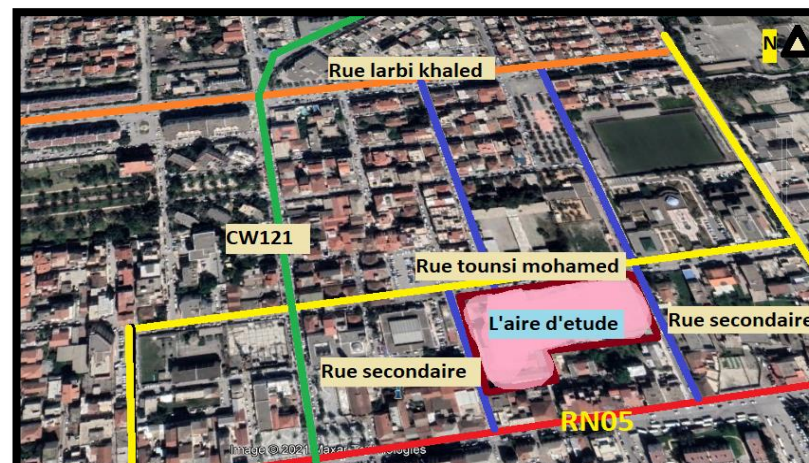 N
Rue larbi khaled
CW121
Rue tounsi mohamed
L'aire d'etude
Rue secondaire
Rue secondaire
RN05
Image © 2021 Maxar Technologies